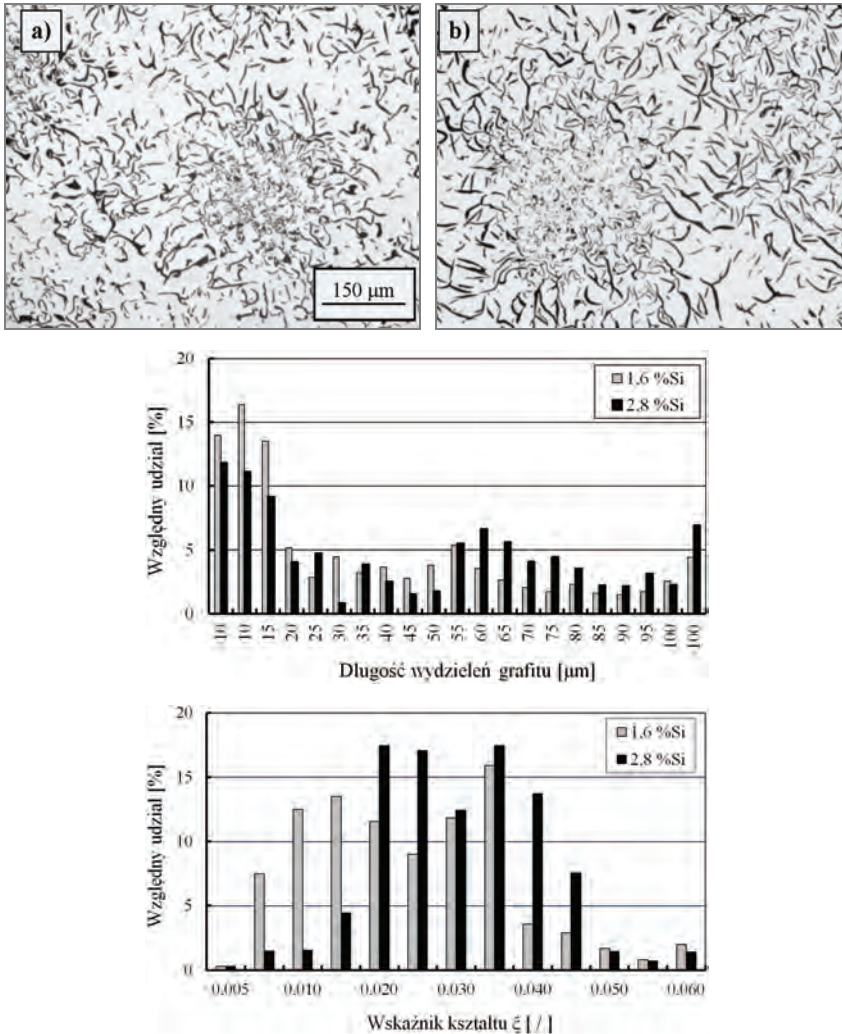 a)
b)
150 μm
20
15
10
5
0
Względny udział [%]
1.6 %Si
2.8 %Si
-10 10 15 20 25 30 35 40 45 50 55 60 65 70 75 80 85 90 95 100 -100
Długość wydzieleń grafitu [μm]
20
15
10
5
0
Względny udział [%]
1.6 %Si
2.8 %Si
0.005 0.010 0.020 0.030 0.040 0.050 0.060
Wskaźnik kształtu ξ [ / ]